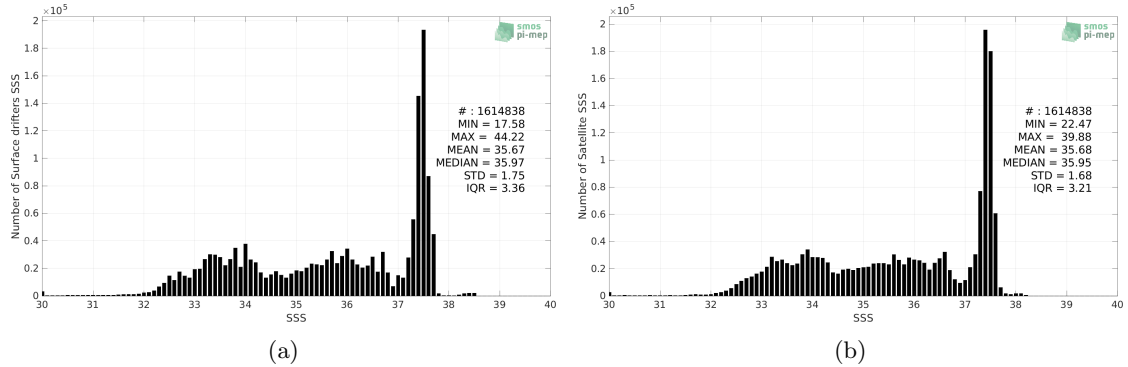 ×10⁵
2
1.8
1.6
1.4
1.2
1
0.8
0.6
0.4
0.2
0
Number of Surface drifters SSS
smos
pi-mep
# : 1614838
MIN = 17.58
MAX = 44.22
MEAN = 35.67
MEDIAN = 35.97
STD = 1.75
IQR = 3.36
30 31 32 33 34 35 36 37 38 39 40
SSS
(a)
×10⁵
2
1.8
1.6
1.4
1.2
1
0.8
0.6
0.4
0.2
0
Number of Satellite SSS
smos
pi-mep
# : 1614838
MIN = 22.47
MAX = 39.88
MEAN = 35.68
MEDIAN = 35.95
STD = 1.68
IQR = 3.21
30 31 32 33 34 35 36 37 38 39 40
SSS
(b)